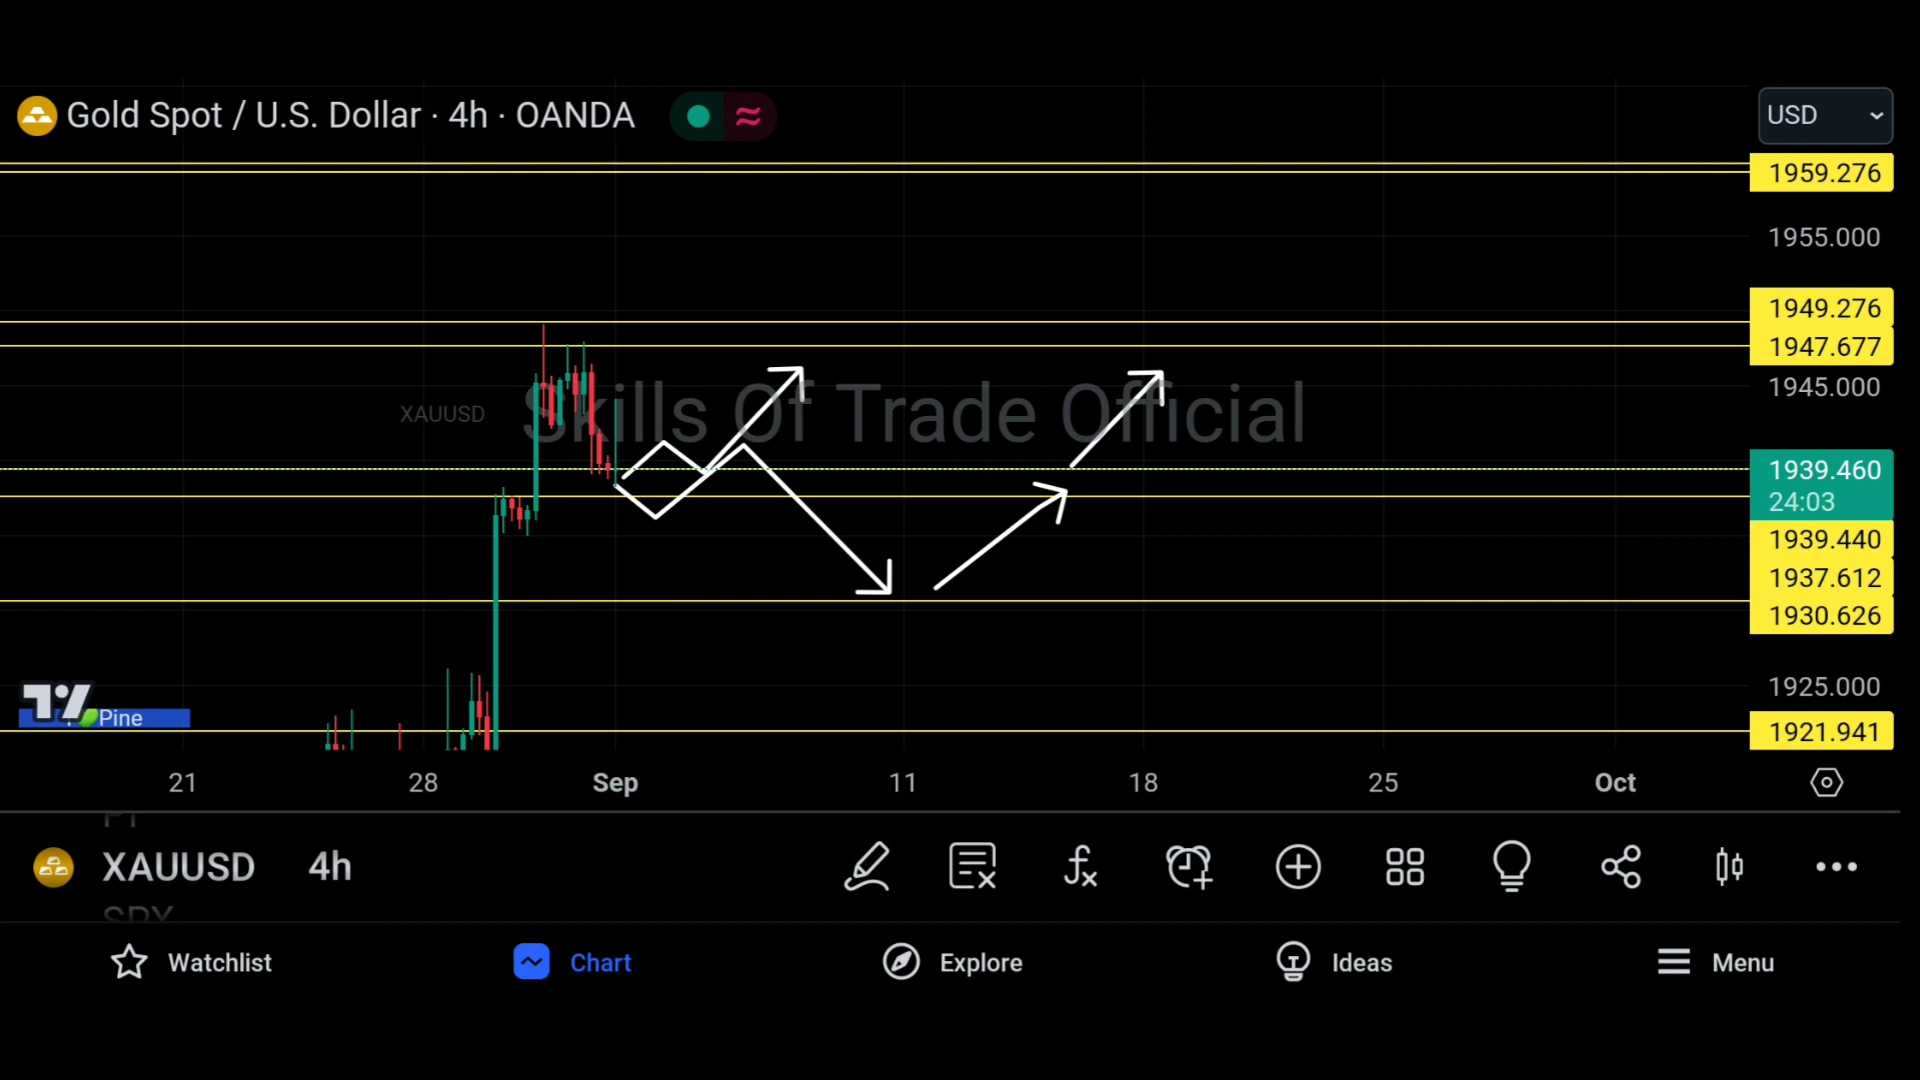 Gold Spot / U.S. Dollar · 4h · OANDA
USD
1959.276
1955.000
1949.276
1947.677
XAUUSD
Skills Of Trade Official
1945.000
1939.460
24:03
1939.440
1937.612
1930.626
1925.000
Pine
1921.941
21 28 Sep 11 18 25 Oct
XAUUSD 4h
SPY
Watchlist Chart Explore Ideas Menu